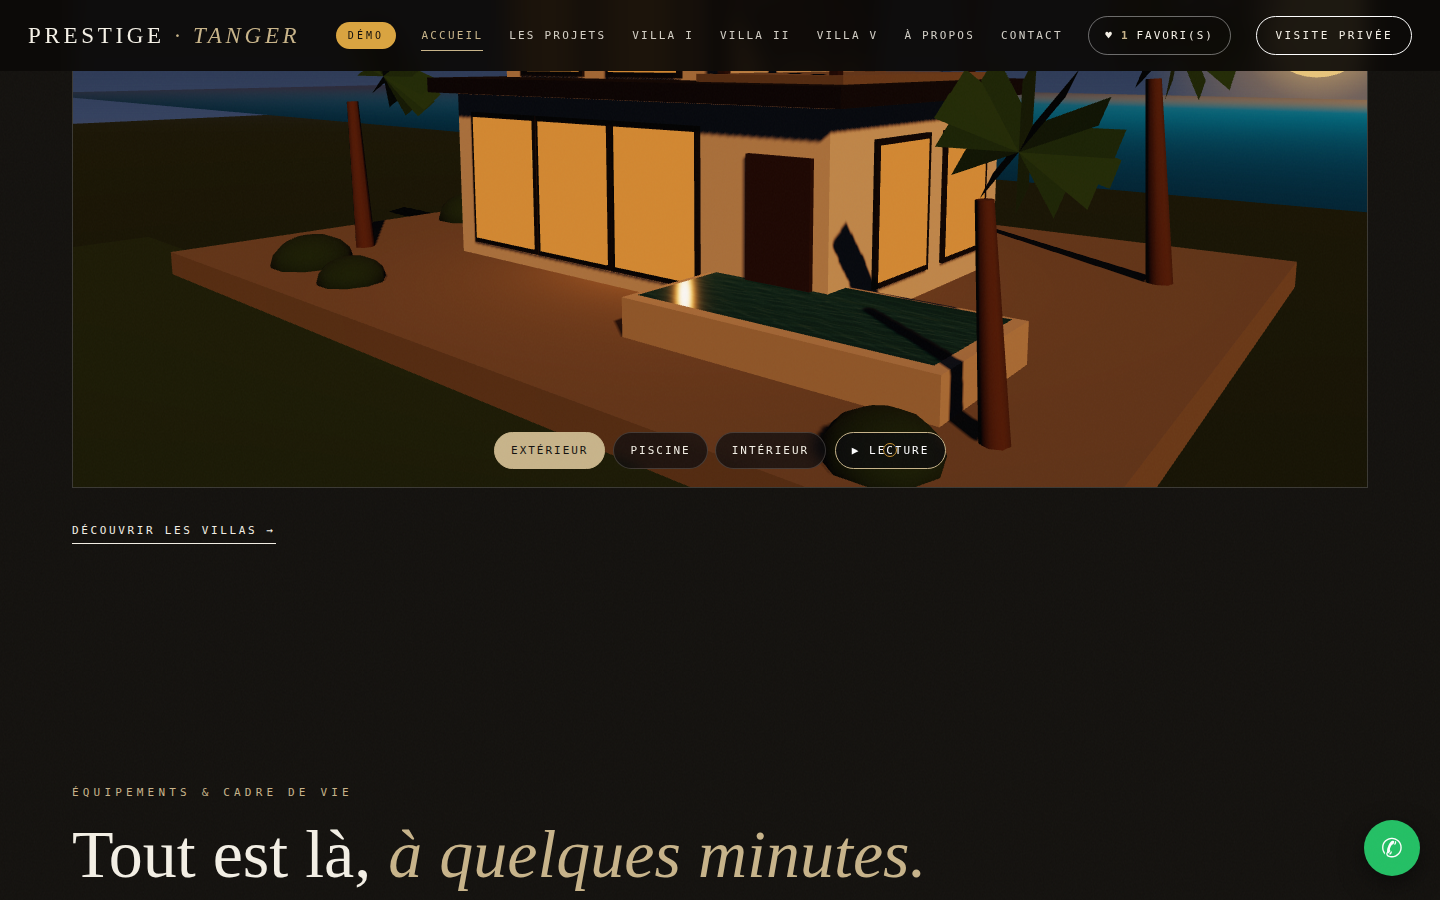 PRESTIGE · TANGER
DÉMO
ACCUEIL
LES PROJETS
VILLA I
VILLA II
VILLA V
À PROPOS
CONTACT
♥ 1 FAVORI(S)
VISITE PRIVÉE
EXTÉRIEUR
PISCINE
INTÉRIEUR
▶ LECTURE
DÉCOUVRIR LES VILLAS →
ÉQUIPEMENTS & CADRE DE VIE
Tout est là, à quelques minutes.